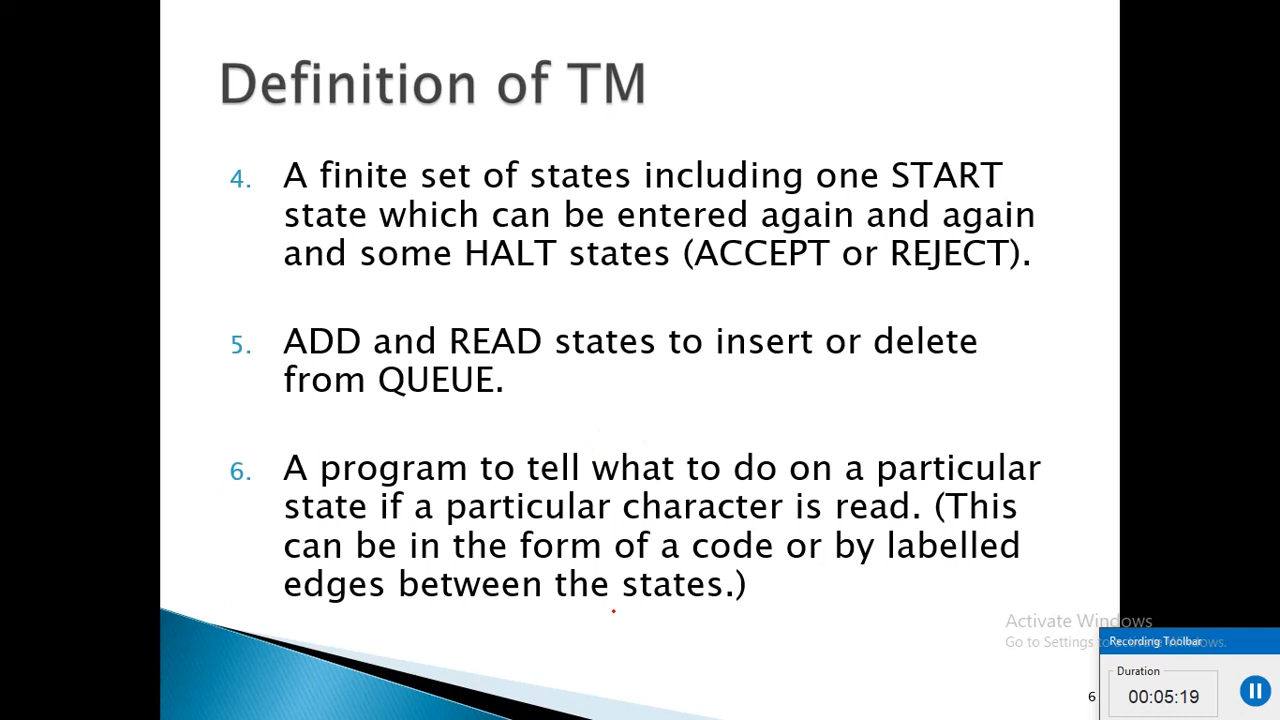 Definition of TM
4. A finite set of states including one START
state which can be entered again and again
and some HALT states (ACCEPT or REJECT).
5. ADD and READ states to insert or delete
from QUEUE.
6. A program to tell what to do on a particular
state if a particular character is read. (This
can be in the form of a code or by labelled
edges between the states.)
Activate Windows
Go to Settings to activate Windows.
Recording Toolbar
Duration
00:05:19
6